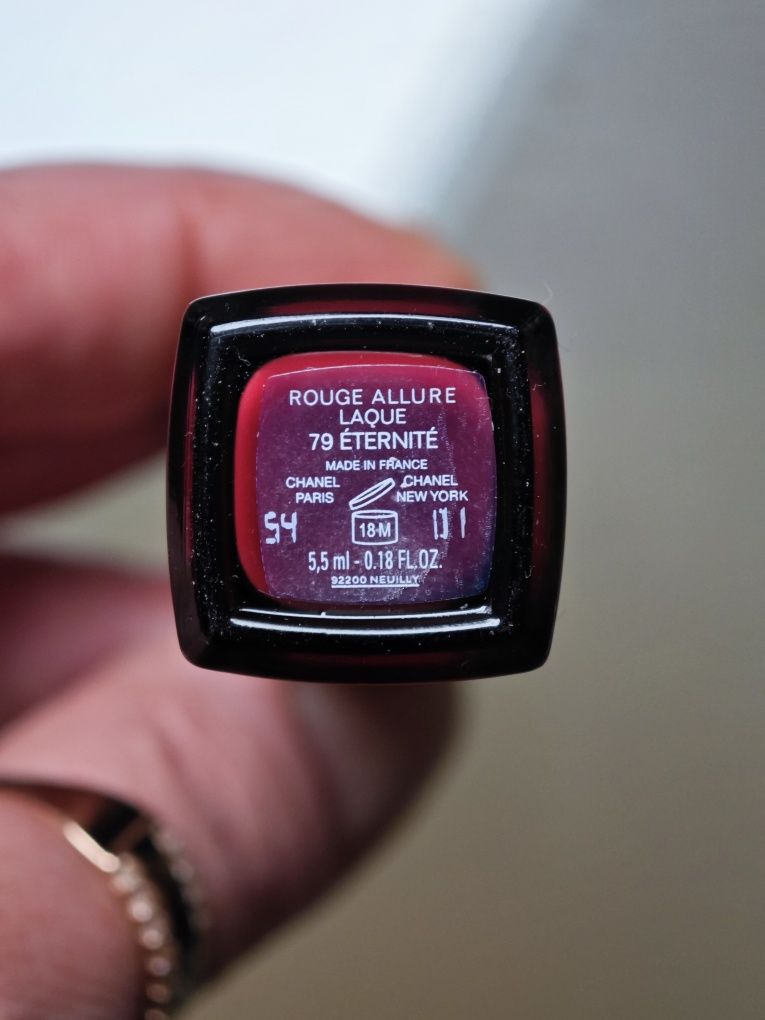 ROUGE ALLURE
LAQUE
79 ÉTERNITÉ
MADE IN FRANCE
CHANEL CHANEL
PARIS NEW YORK
54 18 M
5,5 ml - 0.18 FL.OZ.
92200 NEUILLY